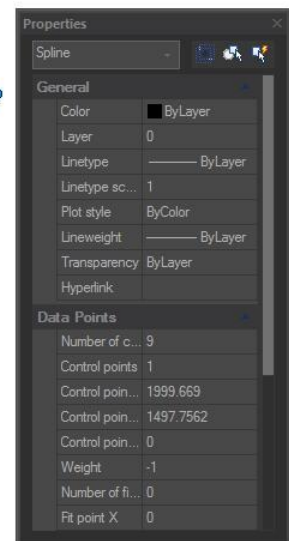 Properties
Spline
General
Color ByLayer
Layer 0
Linetype ByLayer
Linetype sc... 1
Plot style ByColor
Lineweight ByLayer
Transparency ByLayer
Hyperlink
Data Points
Number of c... 9
Control points 1
Control poin... 1999.669
Control poin... 1497.7562
Control poin... 0
Weight -1
Number of fi... 0
Fit point X 0